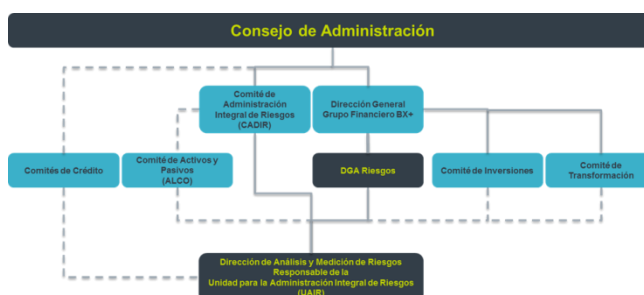 Consejo de Administración
Comité de
Administración
Integral de Riesgos
(CADIR)
Dirección General
Grupo Financiero BX+
Comités de Crédito
Comité de Activos y
Pasivos
(ALCO)
DGA Riesgos
Comité de Inversiones
Comité de
Transformación
Dirección de Análisis y Medición de Riesgos
Responsable de la
Unidad para la Administración Integral de Riesgos
(UAIR)